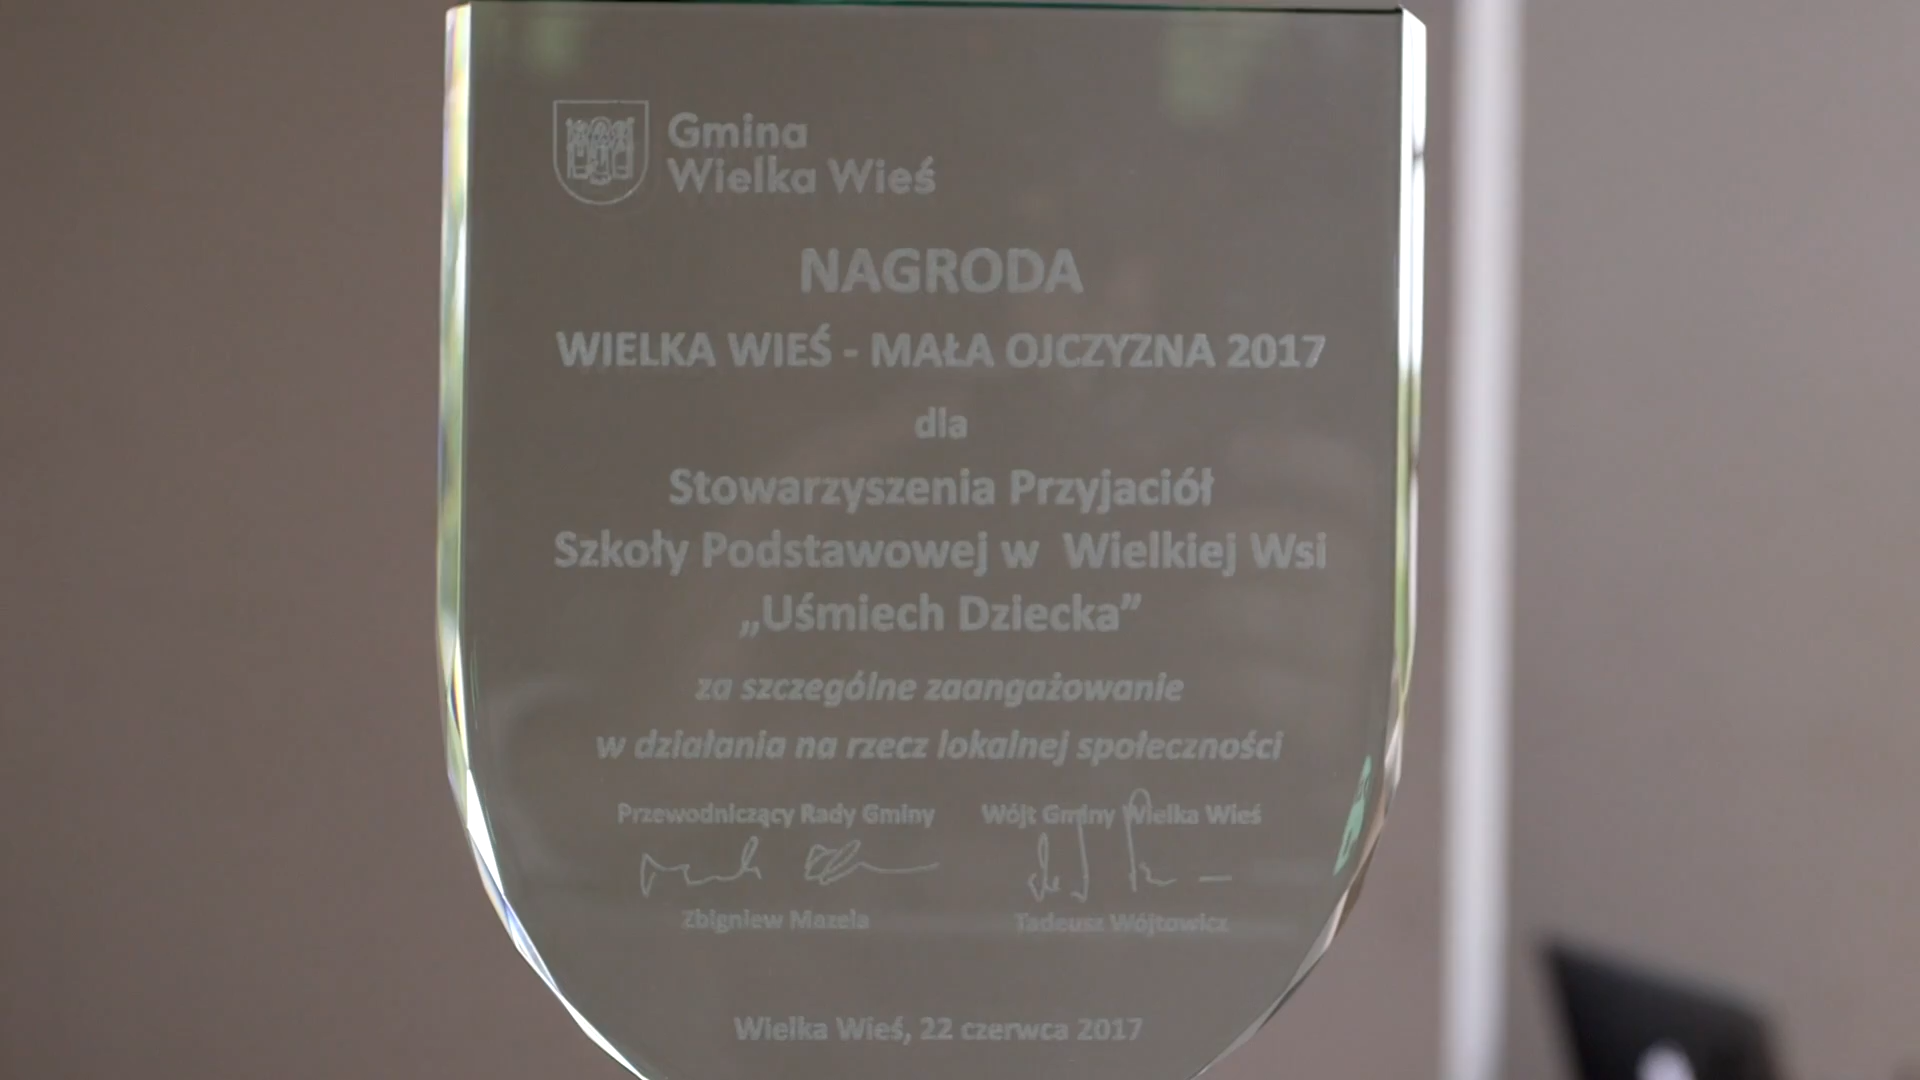 Gmina
Wielka Wieś
NAGRODA
WIELKA WIEŚ - MAŁA OJCZYZNA 2017
dla
Stowarzyszenia Przyjaciół
Szkoły Podstawowej w Wielkiej Wsi
„Uśmiech Dziecka”
za szczególne zaangażowanie
w działania na rzecz lokalnej społeczności
Przewodniczący Rady Gminy Wójt Gminy Wielka Wieś
Zbigniew Mazela Tadeusz Wójtowicz
Wielka Wieś, 22 czerwca 2017